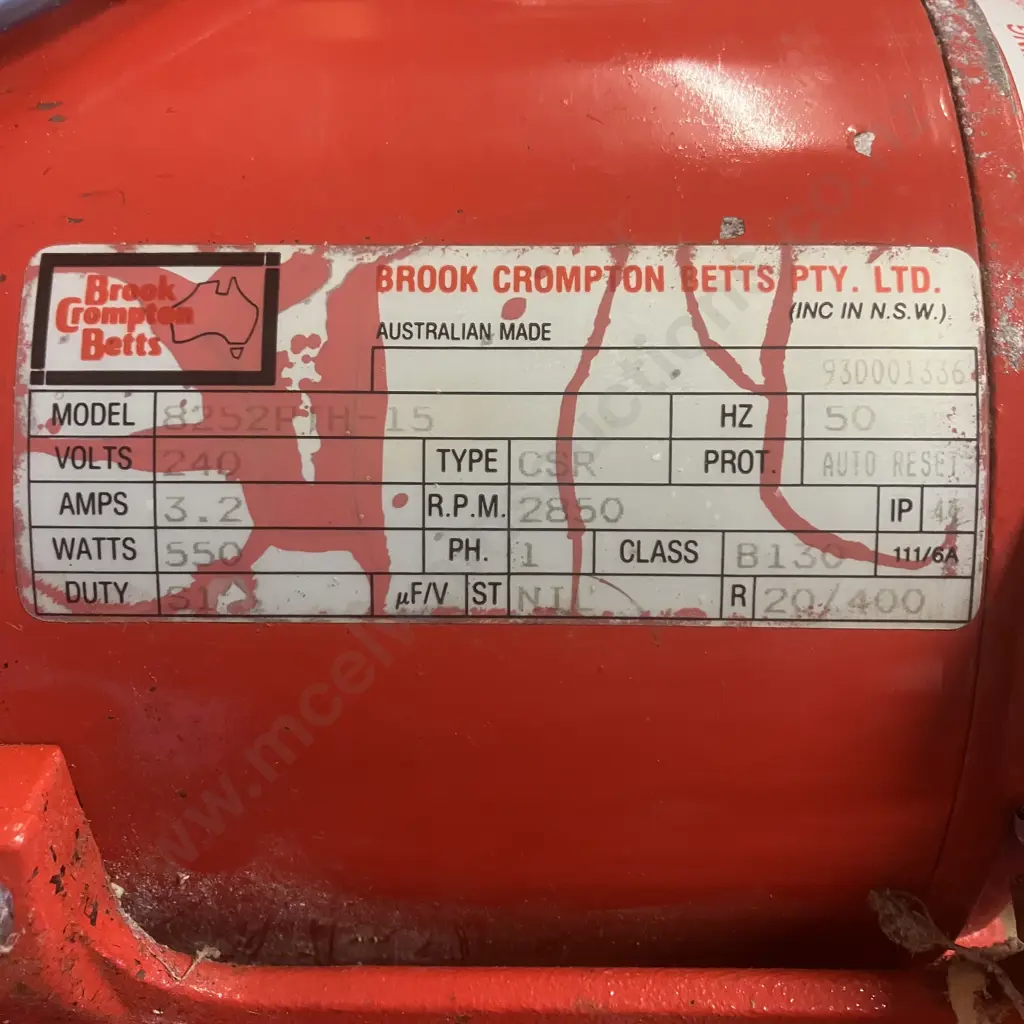 Brook
Crompton
Betts
BROOK CROMPTON BETTS PTY. LTD.
(INC IN N.S.W.)
AUSTRALIAN MADE
93D001336
MODEL 8252PTH-15 HZ 50
VOLTS 240 TYPE CSR PROT. AUTO RESET
AMPS 3.2 R.P.M. 2850 IP
WATTS 550 PH. 1 CLASS B130 111/6A
DUTY µF/V ST NIL R 20/400